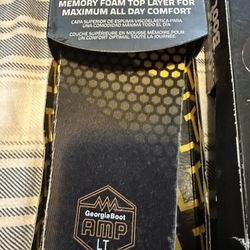 MEMORY FOAM TOP LAYER FOR
MAXIMUM ALL DAY COMFORT
CAPA SUPERIOR DE ESPUMA VISCOELÁSTICA PARA
UNA COMODIDAD MÁXIMA TODO EL DÍA
COUCHE SUPÉRIEURE EN MOUSSE MÉMOIRE POUR
UN CONFORT OPTIMAL TOUTE LA JOURNÉE
GeorgiaBoot
AMP
LT